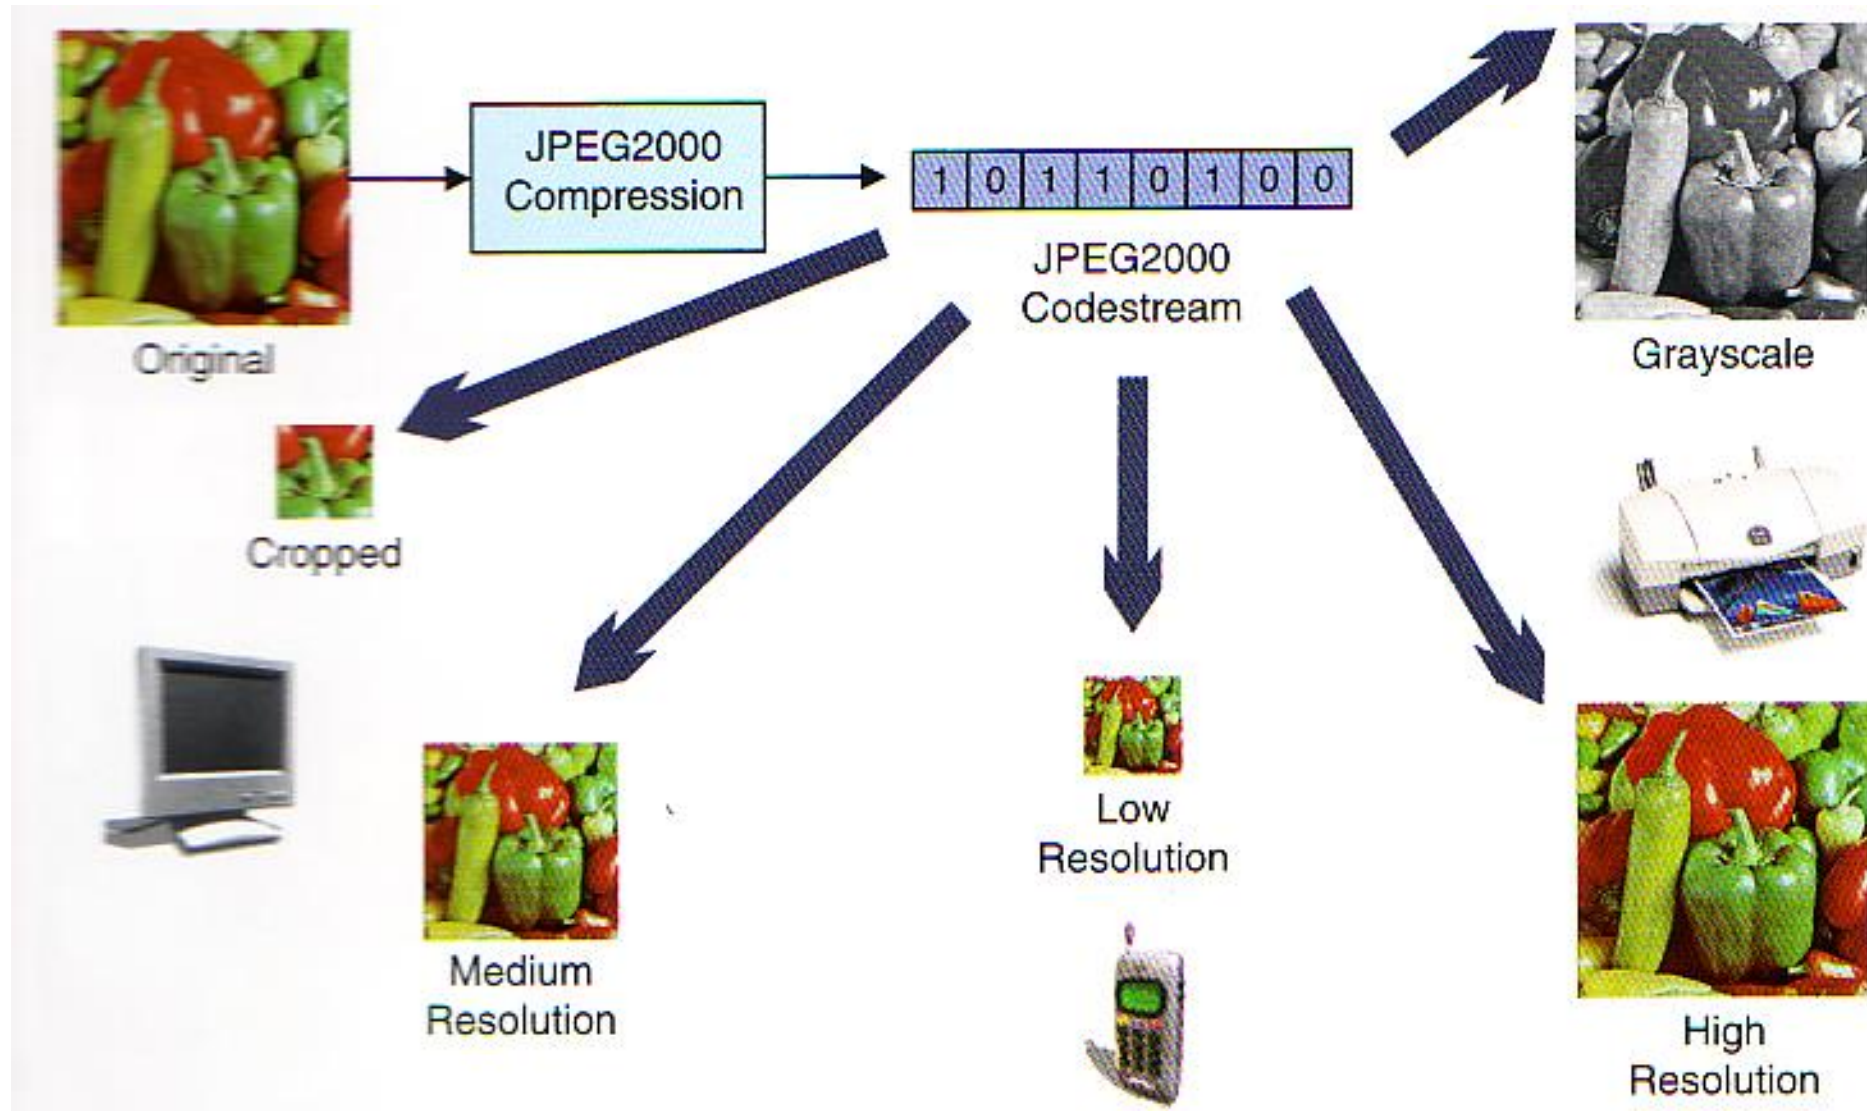 JPEG2000
Compression
1 0 1 1 0 1 0 0
JPEG2000
Codestream
Original
Grayscale
Cropped
Low
Resolution
Medium
Resolution
High
Resolution